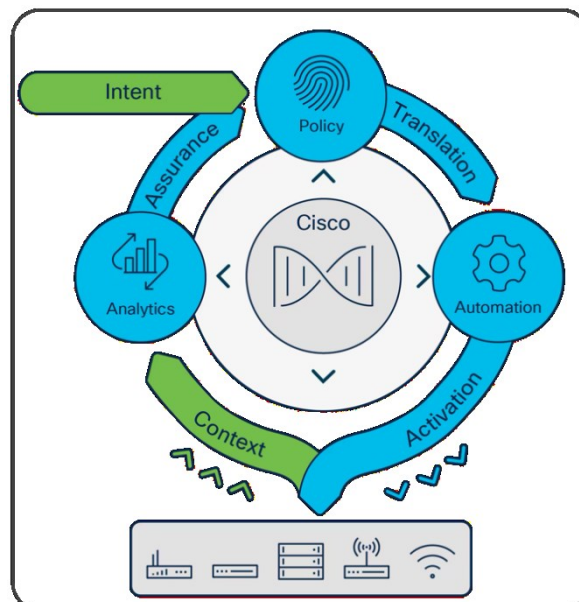 Intent
Policy
Translation
Assurance
Cisco
Analytics
Automation
Context
Activation